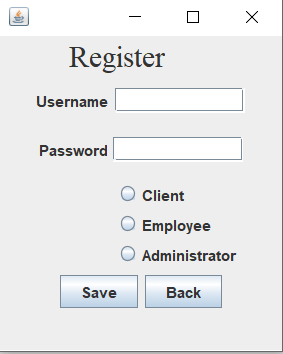 Register
Username
Password
Client
Employee
Administrator
Save Back